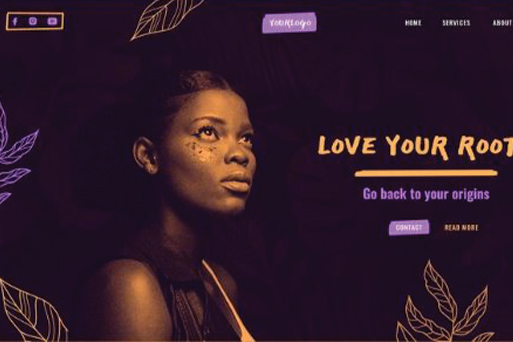 YOURLOGO
HOME SERVICES ABOUT
LOVE YOUR ROOT
Go back to your origins
CONTACT READ MORE